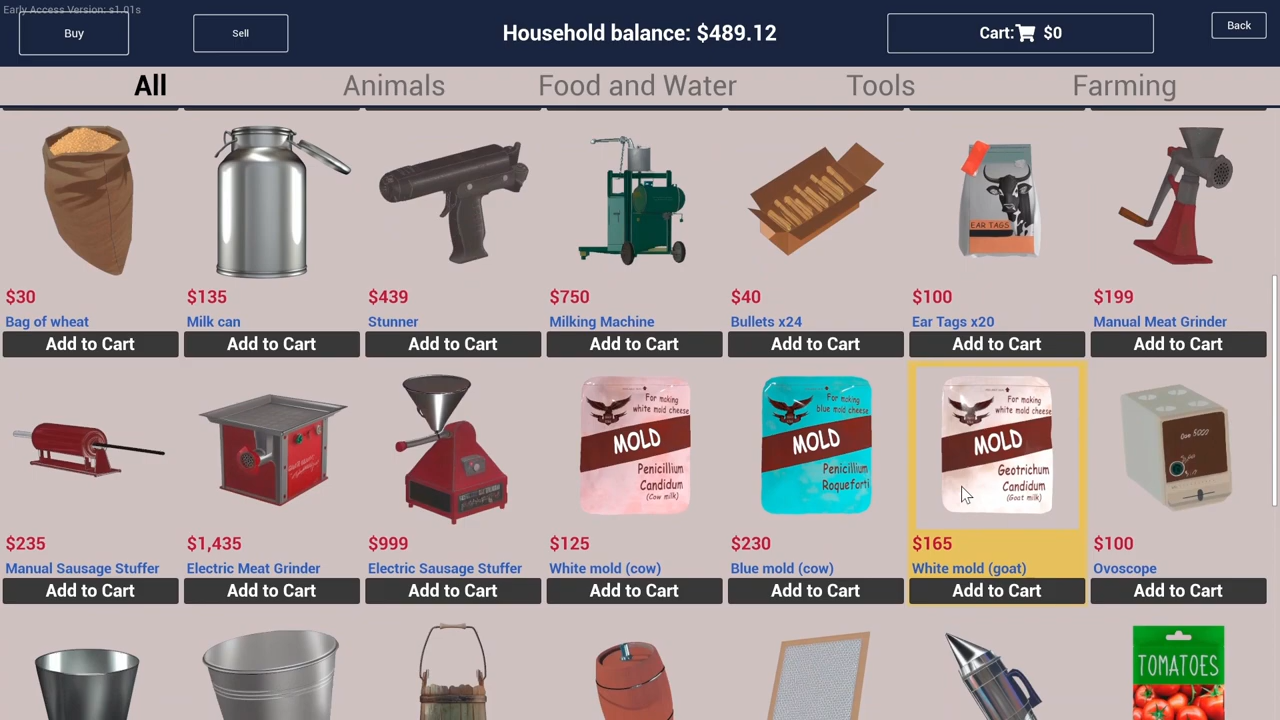 Early Access Version: s1.01s
Buy
Sell
Household balance: $489.12
Cart: $0
Back
All
Animals
Food and Water
Tools
Farming
EAR TAGS
$30
$135
$439
$750
$40
$100
$199
Bag of wheat
Milk can
Stunner
Milking Machine
Bullets x24
Ear Tags x20
Manual Meat Grinder
Add to Cart
Add to Cart
Add to Cart
Add to Cart
Add to Cart
Add to Cart
Add to Cart
For making
white mold cheese
MOLD
Penicillium
Candidum
(Cow milk)
For making
blue mold cheese
MOLD
Penicillium
Roqueforti
For making
white mold cheese
MOLD
Geotrichum
Candidum
(Goat milk)
Ovo 5000
$235
$1,435
$999
$125
$230
$165
$100
Manual Sausage Stuffer
Electric Meat Grinder
Electric Sausage Stuffer
White mold (cow)
Blue mold (cow)
White mold (goat)
Ovoscope
Add to Cart
Add to Cart
Add to Cart
Add to Cart
Add to Cart
Add to Cart
Add to Cart
TOMATOES